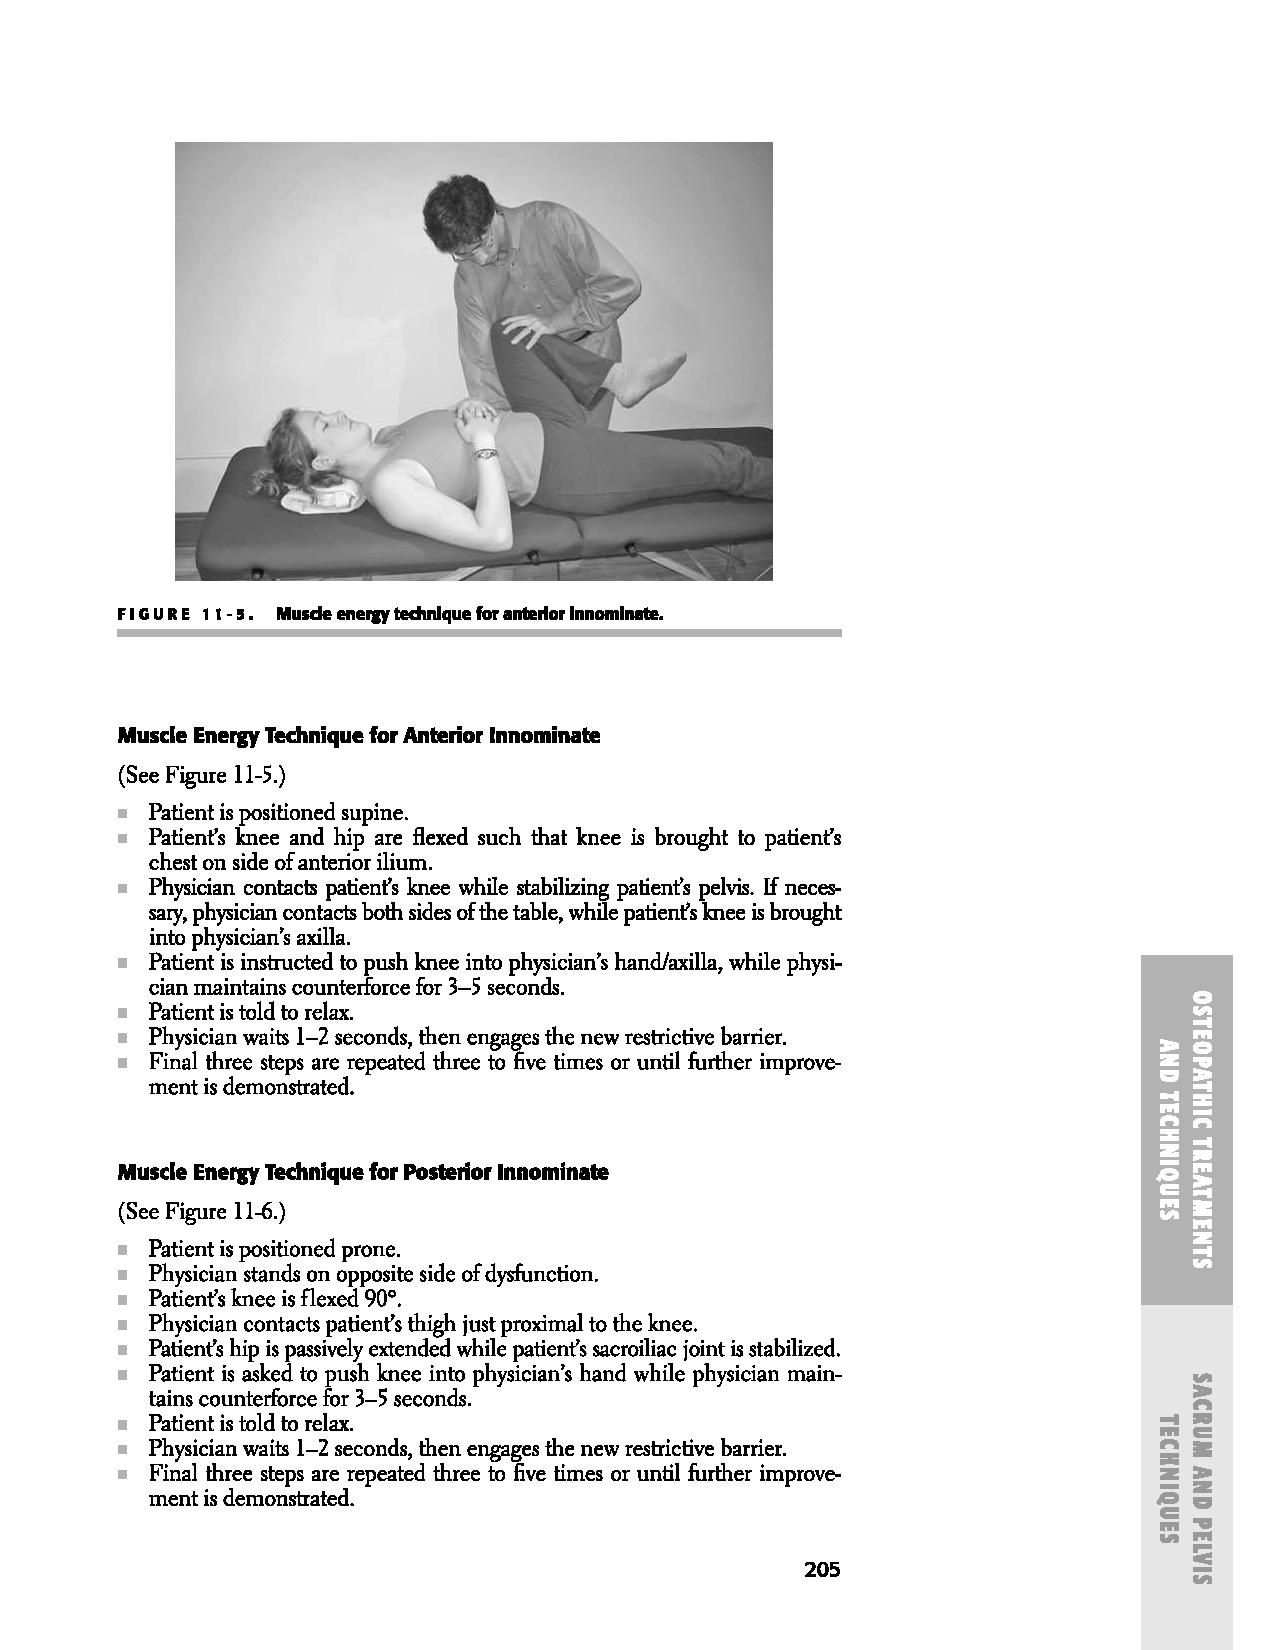 FIGURE 11-5. Muscle energy technique for anterior innominate.
Muscle Energy Technique for Anterior Innominate
(See Figure 11-5.)
■ Patient is positioned supine.
■ Patient’s knee and hip are flexed such that knee is brought to patient’s
chest on side of anterior ilium.
■ Physician contacts patient’s knee while stabilizing patient’s pelvis. If neces-
sary, physician contacts both sides of the table, while patient’s knee is brought
into physician’s axilla.
■ Patient is instructed to push knee into physician’s hand/axilla, while physi-
cian maintains counterforce for 3–5 seconds.
■ Patient is told to relax.
■ Physician waits 1–2 seconds, then engages the new restrictive barrier.
■ Final three steps are repeated three to five times or until further improve-
ment is demonstrated.
Muscle Energy Technique for Posterior Innominate
(See Figure 11-6.)
■ Patient is positioned prone.
■ Physician stands on opposite side of dysfunction.
■ Patient’s knee is flexed 90°.
■ Physician contacts patient’s thigh just proximal to the knee.
■ Patient’s hip is passively extended while patient’s sacroiliac joint is stabilized.
■ Patient is asked to push knee into physician’s hand while physician main-
tains counterforce for 3–5 seconds.
■ Patient is told to relax.
■ Physician waits 1–2 seconds, then engages the new restrictive barrier.
■ Final three steps are repeated three to five times or until further improve-
ment is demonstrated.
205
OSTEOPATHIC TREATMENTS
AND TECHNIQUES
SACRUM AND PELVIS
TECHNIQUES